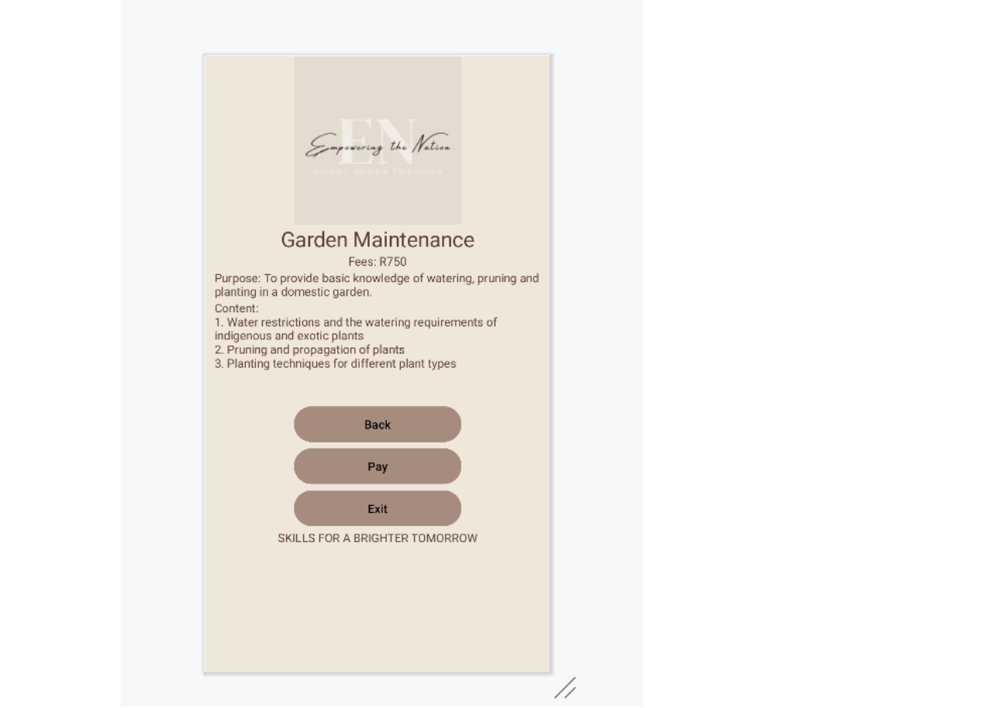 EN
Empowering the Nation
SHORT SKILLS TRAINING
Garden Maintenance
Fees: R750
Purpose: To provide basic knowledge of watering, pruning and
planting in a domestic garden.
Content:
1. Water restrictions and the watering requirements of
indigenous and exotic plants
2. Pruning and propagation of plants
3. Planting techniques for different plant types
Back
Pay
Exit
SKILLS FOR A BRIGHTER TOMORROW